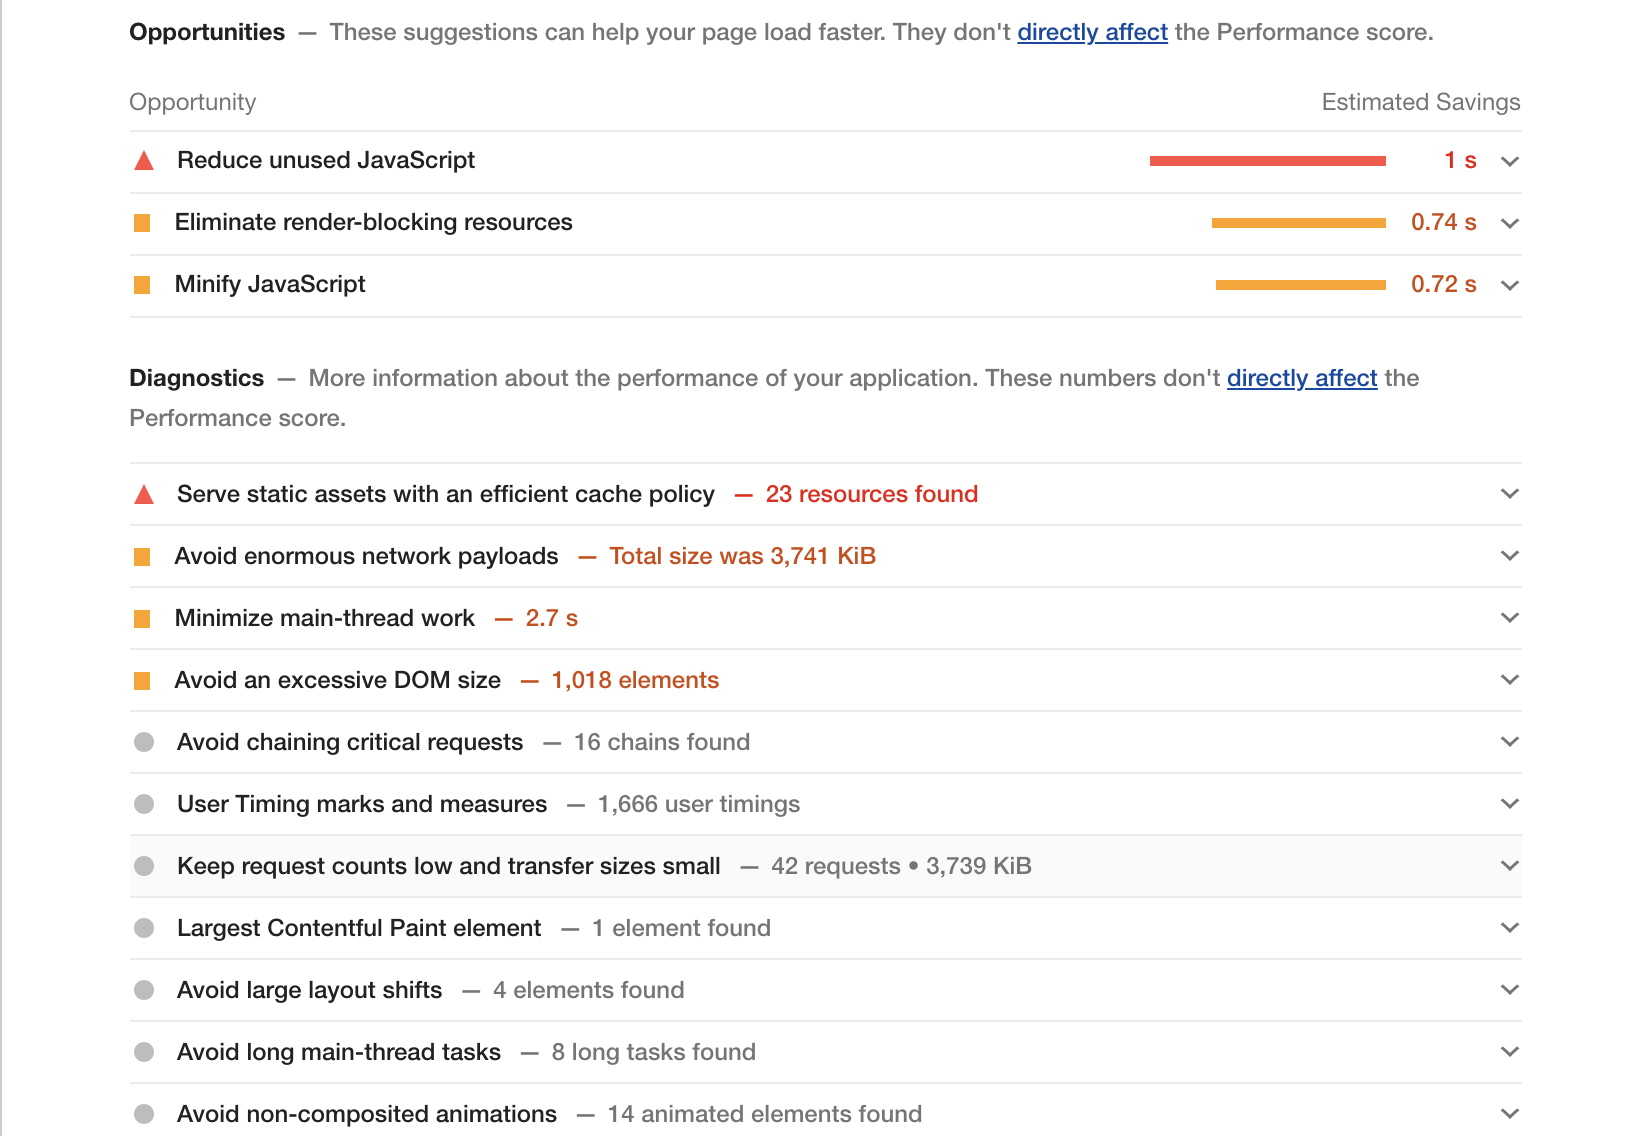 Opportunities — These suggestions can help your page load faster. They don't directly affect the Performance score.
Opportunity Estimated Savings
Reduce unused JavaScript 1 s
Eliminate render-blocking resources 0.74 s
Minify JavaScript 0.72 s
Diagnostics — More information about the performance of your application. These numbers don't directly affect the
Performance score.
Serve static assets with an efficient cache policy — 23 resources found
Avoid enormous network payloads — Total size was 3,741 KiB
Minimize main-thread work — 2.7 s
Avoid an excessive DOM size — 1,018 elements
Avoid chaining critical requests — 16 chains found
User Timing marks and measures — 1,666 user timings
Keep request counts low and transfer sizes small — 42 requests • 3,739 KiB
Largest Contentful Paint element — 1 element found
Avoid large layout shifts — 4 elements found
Avoid long main-thread tasks — 8 long tasks found
Avoid non-composited animations — 14 animated elements found